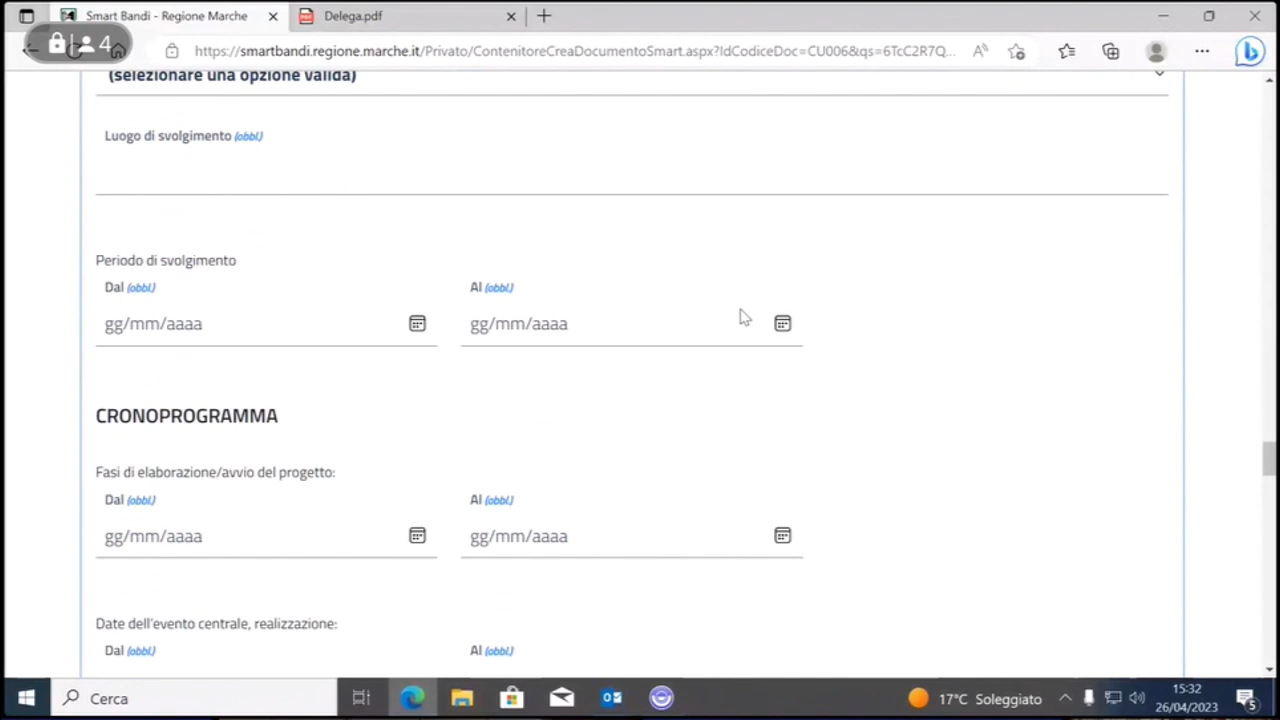 Smart Bandi - Regione Marche
Delega.pdf
4
https://smartbandi.regione.marche.it/Privato/ContenitoreCreaDocumentoSmart.aspx?IdCodiceDoc=CU006&qs=6TcC2R7Q...
(selezionare una opzione valida)
Luogo di svolgimento (obbl.)
Periodo di svolgimento
Dal (obbl.) Al (obbl.)
gg/mm/aaaa gg/mm/aaaa
CRONOPROGRAMMA
Fasi di elaborazione/avvio del progetto:
Dal (obbl.) Al (obbl.)
gg/mm/aaaa gg/mm/aaaa
Date dell'evento centrale, realizzazione:
Dal (obbl.) Al (obbl.)
Cerca
17°C Soleggiato
15:32
26/04/2023
5